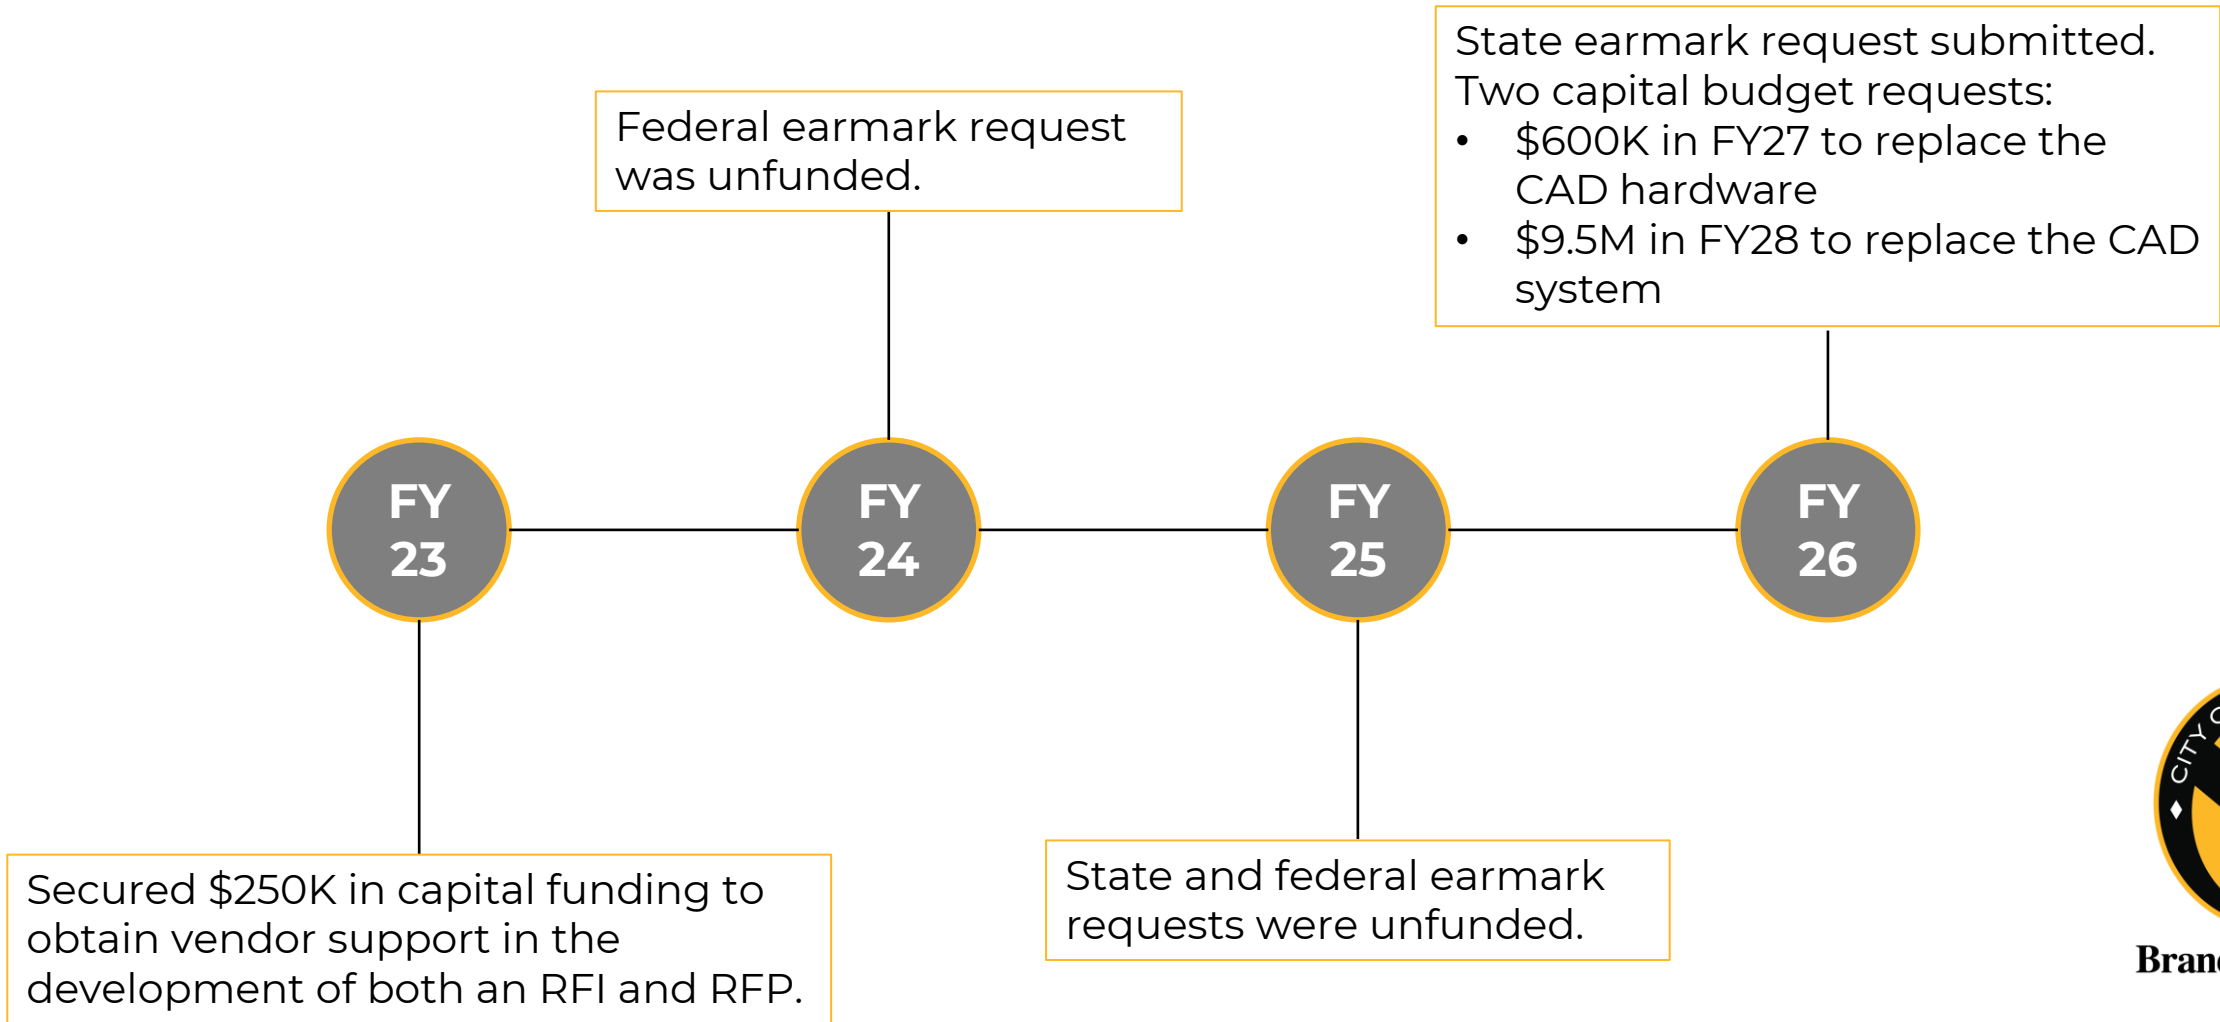 State earmark request submitted.
Two capital budget requests:
• $600K in FY27 to replace the
CAD hardware
• $9.5M in FY28 to replace the CAD
system
Federal earmark request
was unfunded.
FY
23
FY
24
FY
25
FY
26
Secured $250K in capital funding to
obtain vendor support in the
development of both an RFI and RFP.
State and federal earmark
requests were unfunded.
CITY